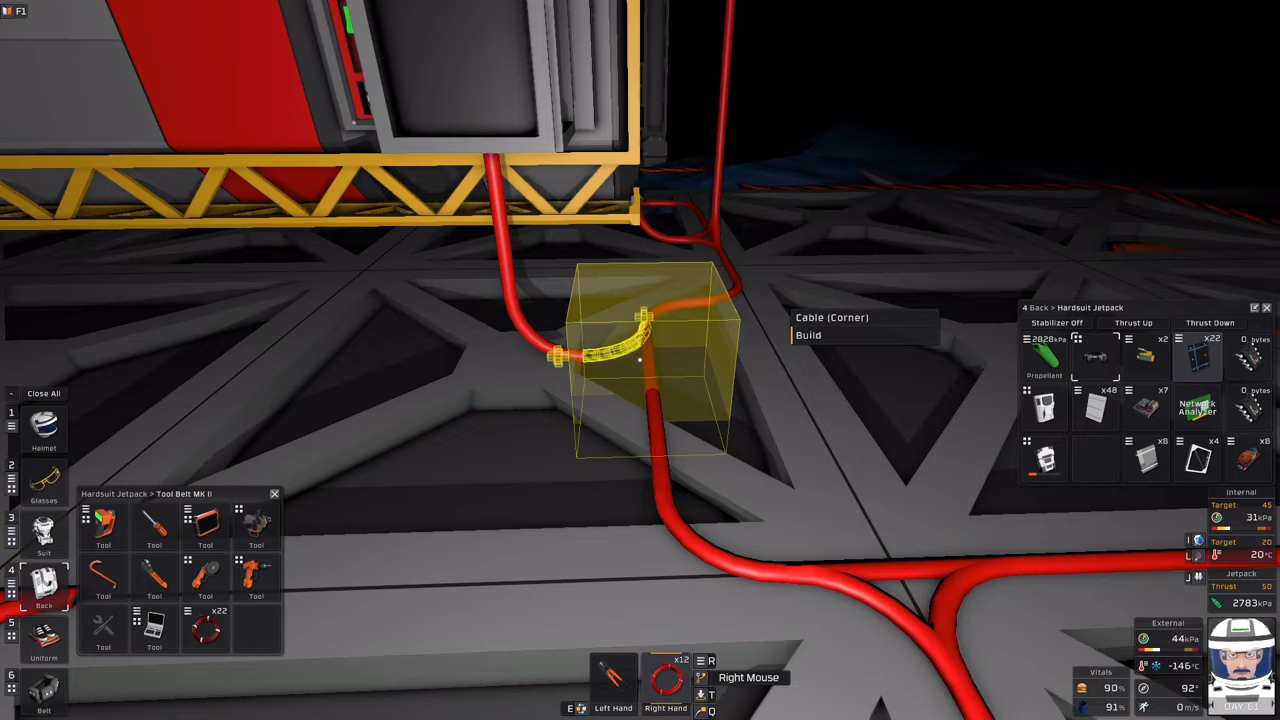 F1
Cable (Corner)
Build
4 Back > Hardsuit Jetpack
Stabilizer Off
Thrust Up
Thrust Down
2828kPa
x2
x22
0 bytes
Propellant
x48
x7
Network Analyzer
0 bytes
x8
x4
x8
- Close All
1
Helmet
2
Glasses
3
Suit
4
Back
5
Uniform
6
Belt
Hardsuit Jetpack > Tool Belt MK II
Tool
Tool
Tool
Tool
Tool
Tool
Tool
Tool
Tool
Tool
x22
Internal
Target 45
31kPa
Target 20
20°C
Jetpack
Thrust 50
2783kPa
External
44kPa
-146°C
92°
0m/s
Vitals
90%
91%
DAY 61
E
Left Hand
x12
Right Hand
R
T
Q
Right Mouse
I
L
J